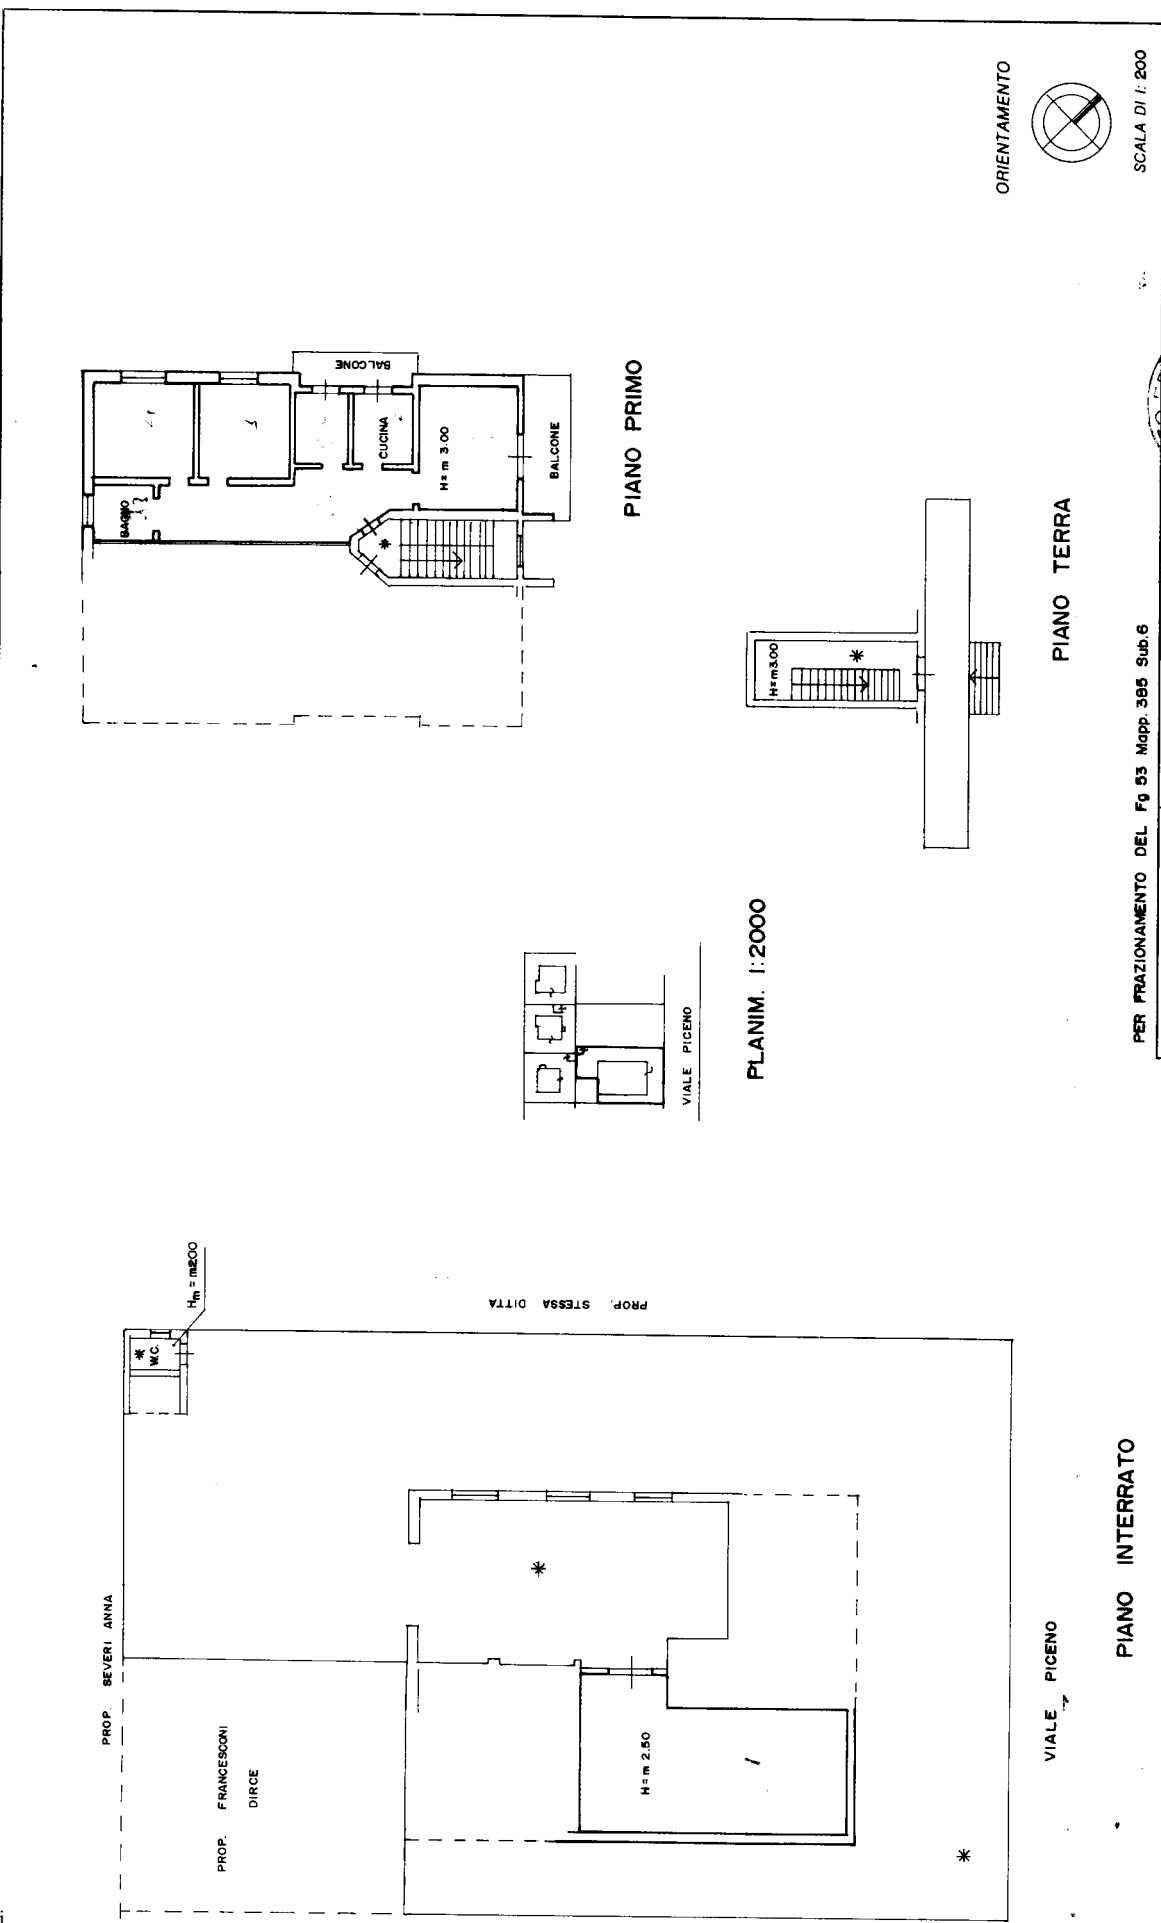 PROP. SEVERI ANNA
PROP. FRANCESCONI
DIRCE
W.C.
Hm = m2.00
PROP. STESSA DITTA
H= m 2.50
VIALE PICENO
PIANO INTERRATO
VIALE PICENO
PLANIM. 1:2000
BAGNO
CUCINA
H= m 3.00
BALCONE
BALCONE
PIANO PRIMO
H=m3.00
PIANO TERRA
ORIENTAMENTO
SCALA DI 1: 200
PER FRAZIONAMENTO DEL Fg 53 Mapp. 385 Sub.6